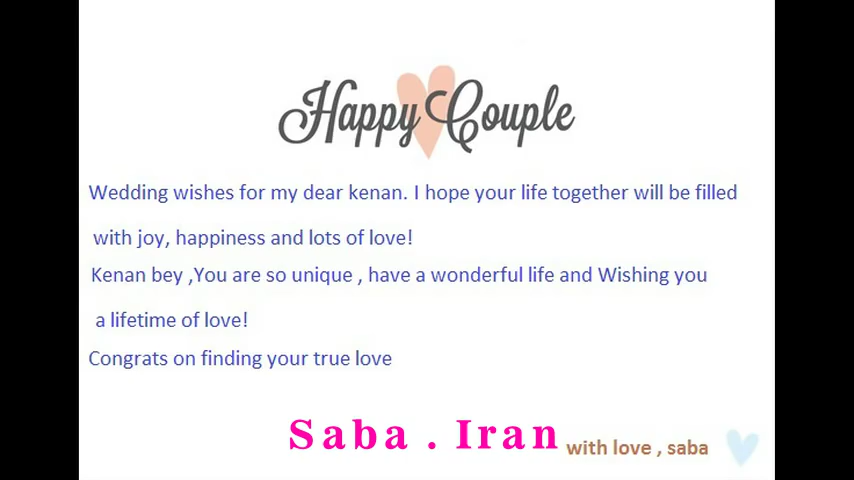 Happy Couple
Wedding wishes for my dear kenan. I hope your life together will be filled
with joy, happiness and lots of love!
Kenan bey ,You are so unique , have a wonderful life and Wishing you
a lifetime of love!
Congrats on finding your true love
Saba . Iran
with love , saba